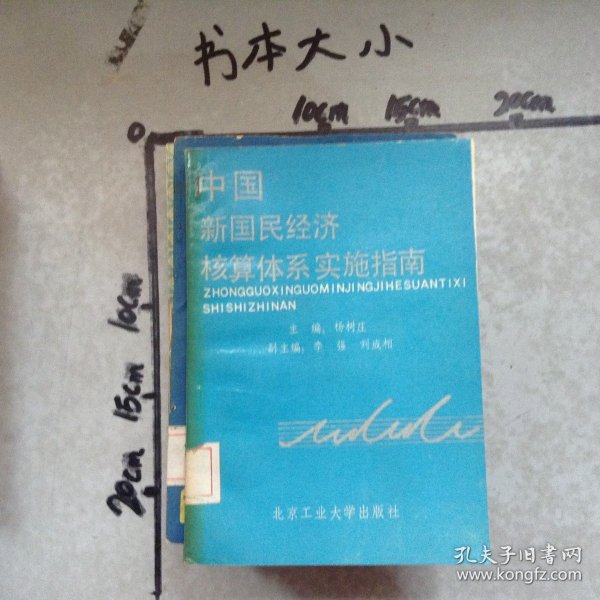 书本大小
10cm 15cm 20cm
0
10cm
15cm
20cm
中国
新国民经济
核算体系实施指南
ZHONGGUOXINGUOMINJINGJIHESUANTIXI
SHISHIZHINAN
主 编：杨树庄
副主编：李 强 刘成相
北京工业大学出版社
孔夫子旧书网
www.kongfz.com